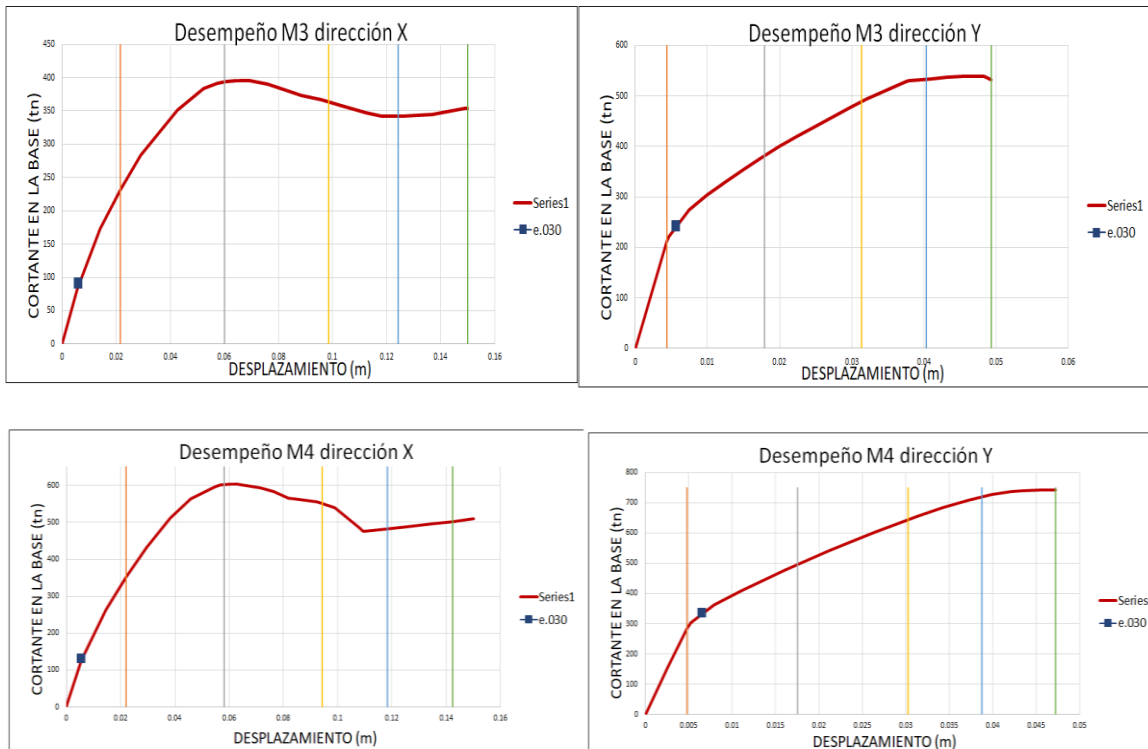 Desempeño M3 dirección X
CORTANTE EN LA BASE (tn)
450
400
350
300
250
200
150
100
50
0
0 0.02 0.04 0.06 0.08 0.1 0.12 0.14 0.16
DESPLAZAMIENTO (m)
Series1
e.030
Desempeño M3 dirección Y
CORTANTE EN LA BASE (tn)
600
500
400
300
200
100
0
0 0.01 0.02 0.03 0.04 0.05 0.06
DESPLAZAMIENTO (m)
Series1
e.030
Desempeño M4 dirección X
CORTANTE EN LA BASE (tn)
600
500
400
300
200
100
0
0 0.02 0.04 0.06 0.08 0.1 0.12 0.14 0.16
DESPLAZAMIENTO (m)
Series1
e.030
Desempeño M4 dirección Y
CORTANTE EN LA BASE (tn)
800
700
600
500
400
300
200
100
0
0 0.005 0.01 0.015 0.02 0.025 0.03 0.035 0.04 0.045 0.05
DESPLAZAMIENTO (m)
Series
e.030